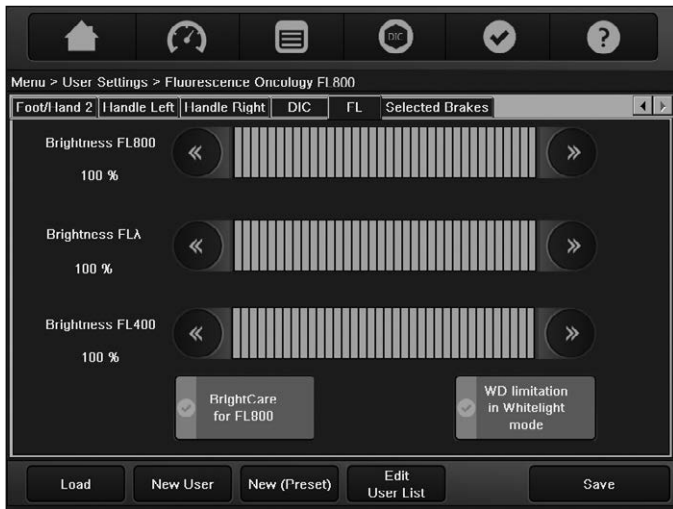 DIC
?
Menu > User Settings > Fluorescence Oncology FL800
Foot/Hand 2 Handle Left Handle Right DIC FL Selected Brakes
Brightness FL800
100 %
Brightness FLλ
100 %
Brightness FL400
100 %
BrightCare
for FL800
WD limitation
in Whitelight
mode
Load New User New (Preset) Edit
User List Save